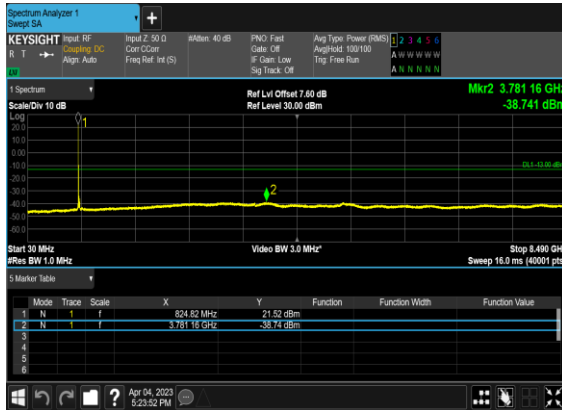 Spectrum Analyzer 1
Swept SA
+
KEYSIGHT Input: RF Input Z: 50 Ω #Atten: 40 dB PNO: Fast Avg Type: Power (RMS) 1 2 3 4 5 6
R T Coupling: DC Corr CCorr Gate: Off Avg|Hold: 100/100 A W W W W W
Align: Auto Freq Ref: Int (S) IF Gain: Low Trig: Free Run
Sig Track: Off A N N N N N
1 Spectrum Ref Lvl Offset 7.60 dB Mkr2 3.781 16 GHz
Scale/Div 10 dB Ref Level 30.00 dBm -38.741 dBm
Log
20.0
10.0
0.00
-10.0
-20.0
-30.0
-40.0
-50.0
-60.0
1
DL1 -13.00 dBm
2
Start 30 MHz Video BW 3.0 MHz* Stop 8.490 GHz
#Res BW 1.0 MHz Sweep 16.0 ms (40001 pts)
5 Marker Table
Mode Trace Scale X Y Function Function Width Function Value
1 N 1 f 824.82 MHz 21.52 dBm
2 N 1 f 3.781 16 GHz -38.74 dBm
3
4
5
6
? Apr 04, 2023
5:23:52 PM